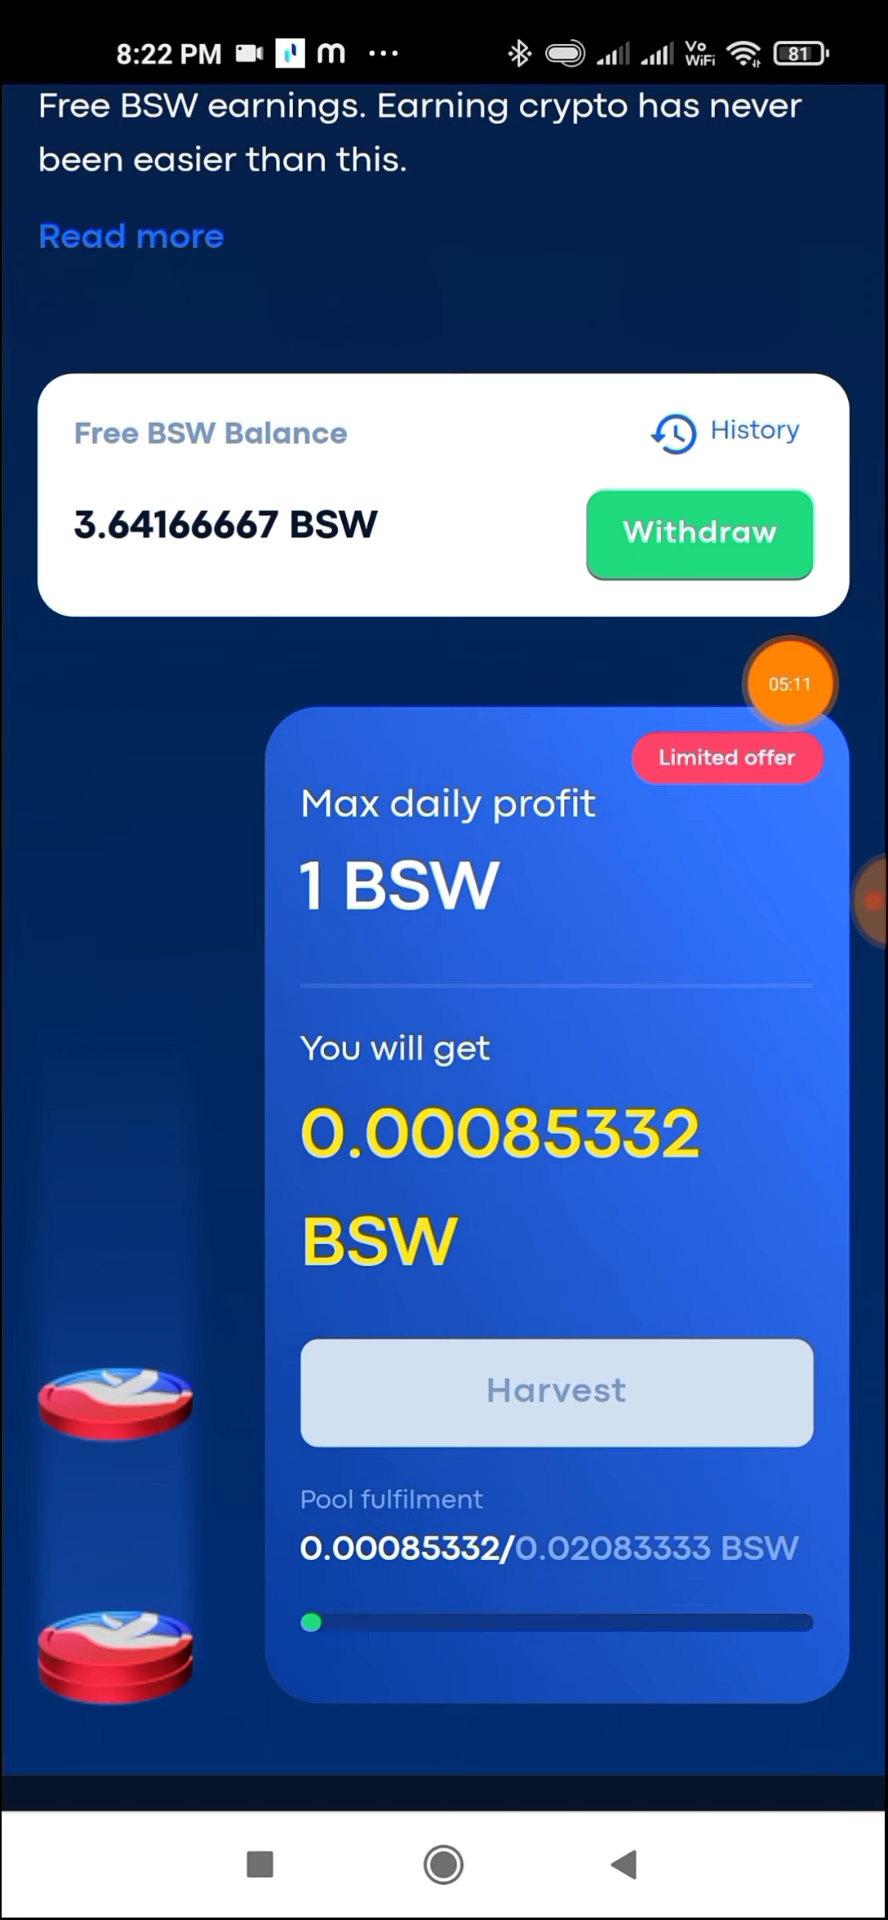 8:22 PM m ... Vo WiFi 81
Free BSW earnings. Earning crypto has never
been easier than this.
Read more
Free BSW Balance
History
3.64166667 BSW
Withdraw
05:11
Limited offer
Max daily profit
1 BSW
You will get
0.00085332
BSW
Harvest
Pool fulfilment
0.00085332/0.02083333 BSW